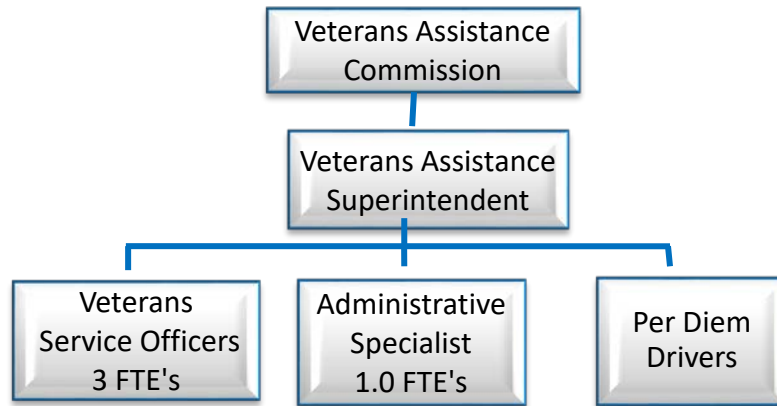 Veterans Assistance
Commission
Veterans Assistance
Superintendent
Veterans
Service Officers
3 FTE's
Administrative
Specialist
1.0 FTE's
Per Diem
Drivers